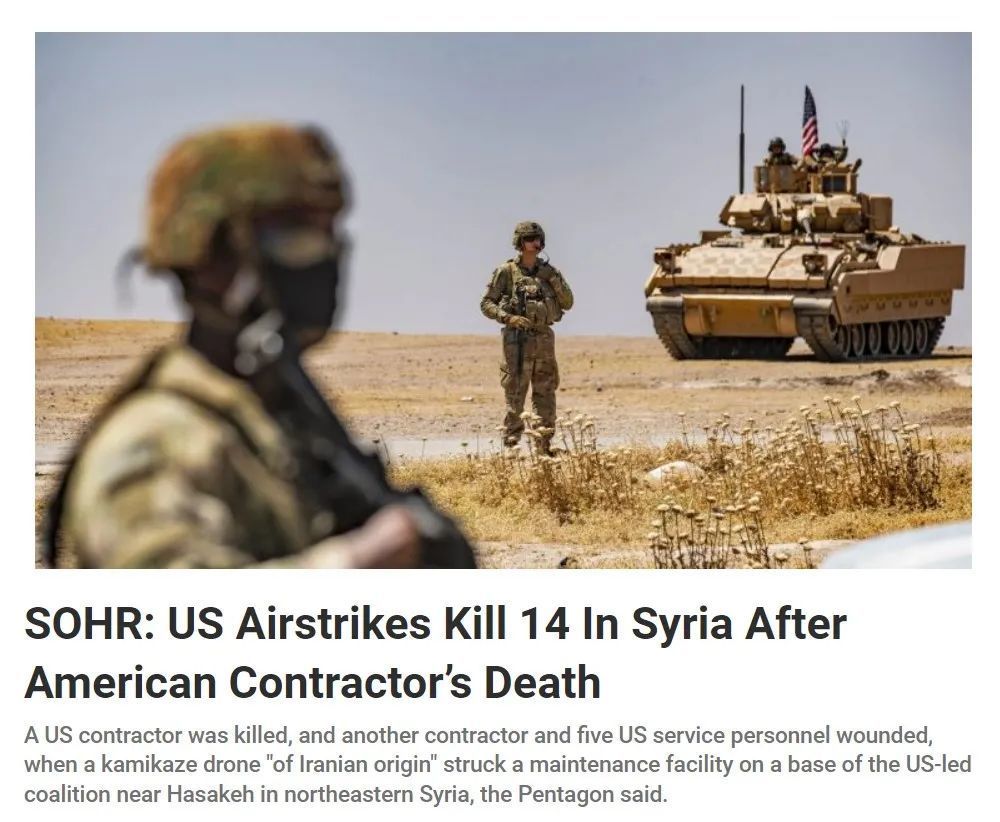 SOHR: US Airstrikes Kill 14 In Syria After
American Contractor’s Death
A US contractor was killed, and another contractor and five US service personnel wounded,
when a kamikaze drone "of Iranian origin" struck a maintenance facility on a base of the US-led
coalition near Hasakeh in northeastern Syria, the Pentagon said.